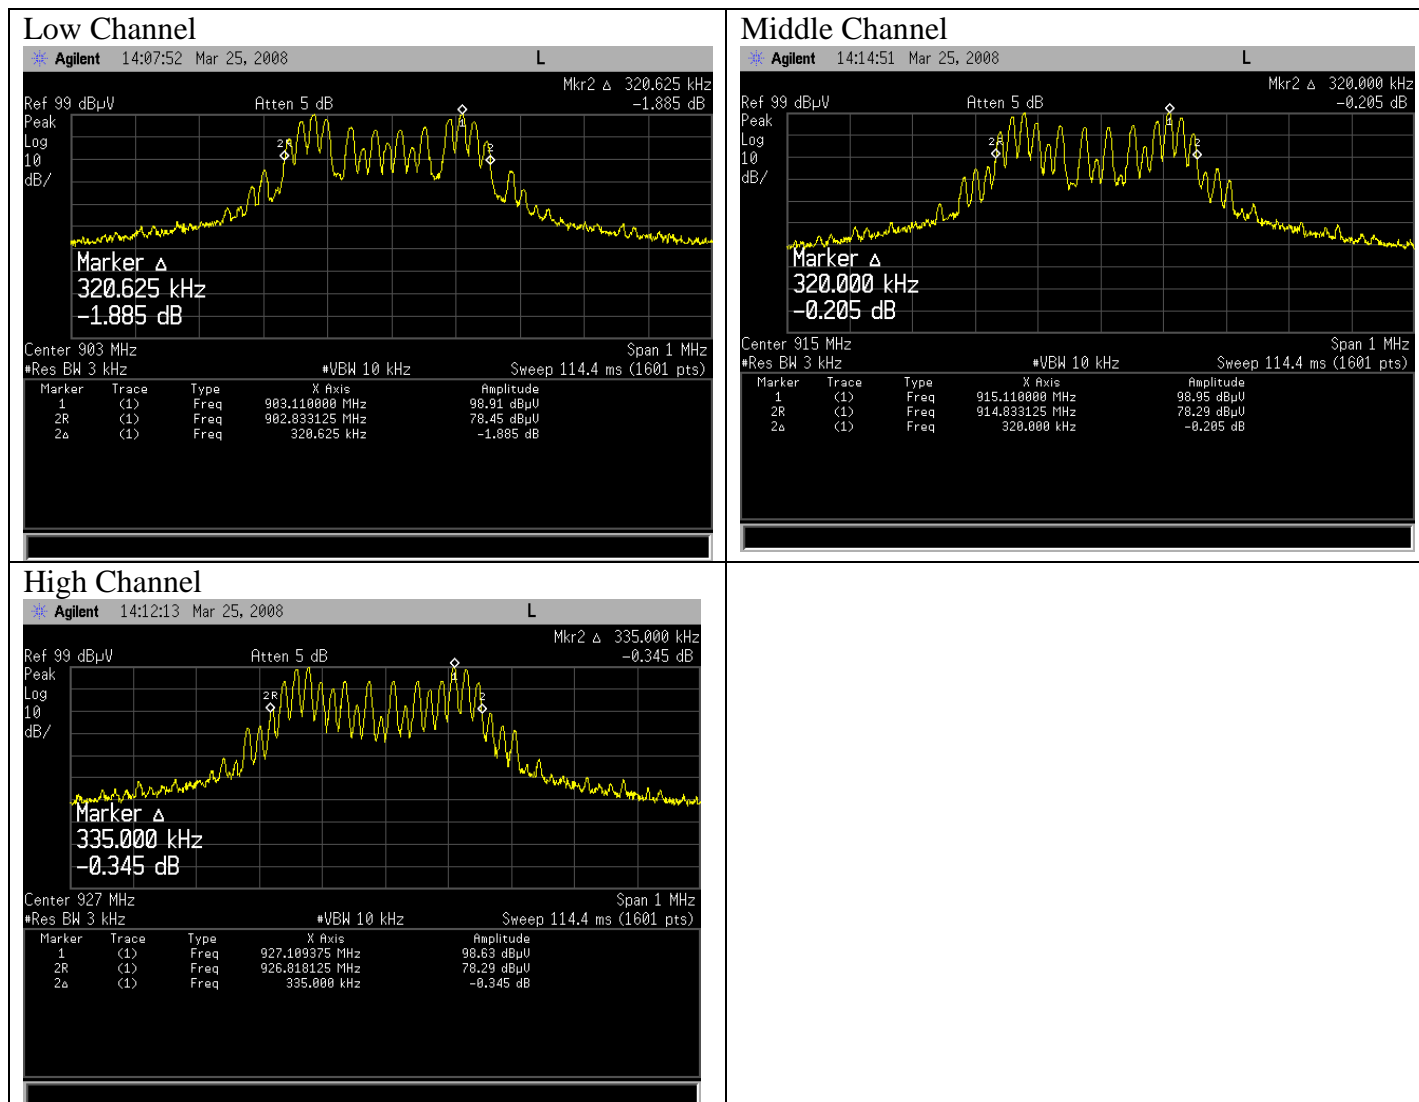 Low Channel
Agilent 14:07:52 Mar 25, 2008 L
Mkr2 Δ 320.625 kHz
Ref 99 dBµV Atten 5 dB -1.885 dB
Peak
Log
10
dB/
2R
1
2
Marker Δ
320.625 kHz
-1.885 dB
Center 903 MHz Span 1 MHz
#Res BW 3 kHz #VBW 10 kHz Sweep 114.4 ms (1601 pts)
Marker Trace Type X Axis Amplitude
1 (1) Freq 903.110000 MHz 98.91 dBµV
2R (1) Freq 902.833125 MHz 78.45 dBµV
2Δ (1) Freq 320.625 kHz -1.885 dB
Middle Channel
Agilent 14:14:51 Mar 25, 2008 L
Mkr2 Δ 320.000 kHz
Ref 99 dBµV Atten 5 dB -0.205 dB
Peak
Log
10
dB/
2R
1
2
Marker Δ
320.000 kHz
-0.205 dB
Center 915 MHz Span 1 MHz
#Res BW 3 kHz #VBW 10 kHz Sweep 114.4 ms (1601 pts)
Marker Trace Type X Axis Amplitude
1 (1) Freq 915.110000 MHz 98.95 dBµV
2R (1) Freq 914.833125 MHz 78.29 dBµV
2Δ (1) Freq 320.000 kHz -0.205 dB
High Channel
Agilent 14:12:13 Mar 25, 2008 L
Mkr2 Δ 335.000 kHz
Ref 99 dBµV Atten 5 dB -0.345 dB
Peak
Log
10
dB/
2R
1
2
Marker Δ
335.000 kHz
-0.345 dB
Center 927 MHz Span 1 MHz
#Res BW 3 kHz #VBW 10 kHz Sweep 114.4 ms (1601 pts)
Marker Trace Type X Axis Amplitude
1 (1) Freq 927.109375 MHz 98.63 dBµV
2R (1) Freq 926.818125 MHz 78.29 dBµV
2Δ (1) Freq 335.000 kHz -0.345 dB